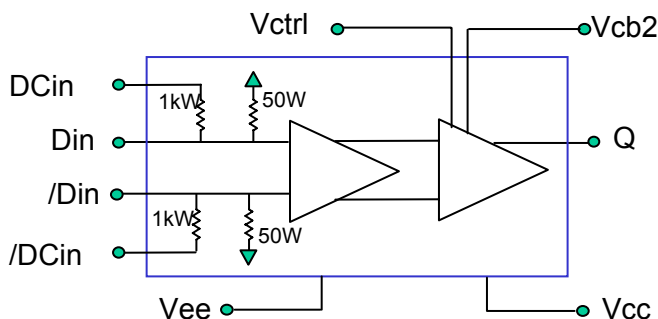 Vctrl
Vcb2
DCin
1kW
50W
Din
Q
/Din
1kW
50W
/DCin
Vee
Vcc